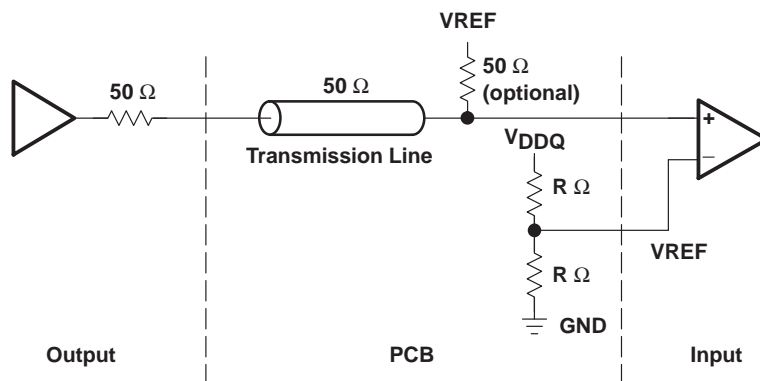 VREF
50 Ω
50 Ω
50 Ω
(optional)
+
Transmission Line
VDDQ
–
R Ω
VREF
R Ω
GND
Output
PCB
Input